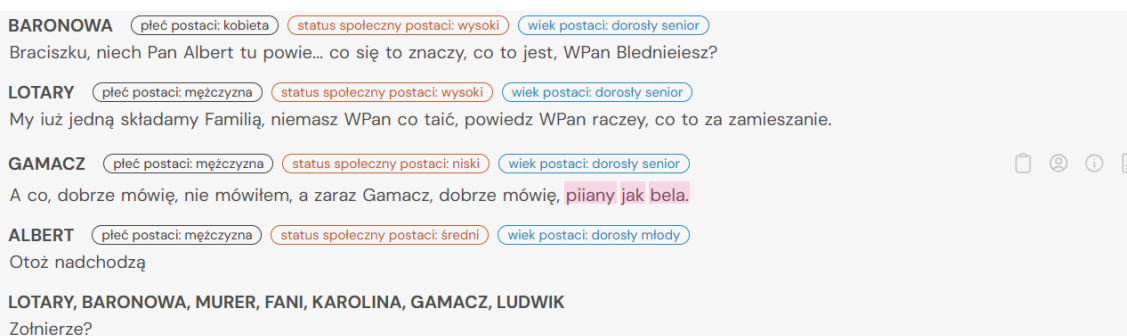 BARONOWA płeć postaci: kobieta status społeczny postaci: wysoki wiek postaci: dorosły senior
Braciszku, niech Pan Albert tu powie... co się to znaczy, co to jest, WPan Blednieiesz?
LOTARY płeć postaci: mężczyzna status społeczny postaci: wysoki wiek postaci: dorosły senior
My iuż jedną składamy Familią, niemasz WPan co taić, powiedz WPan raczey, co to za zamieszanie.
GAMACZ płeć postaci: mężczyzna status społeczny postaci: niski wiek postaci: dorosły senior
A co, dobrze mówię, nie mówiłem, a zaraz Gamacz, dobrze mówię, piiany jak bela.
ALBERT płeć postaci: mężczyzna status społeczny postaci: średni wiek postaci: dorosły młody
Otoż nadchodzą
LOTARY, BARONOWA, MURER, FANI, KAROLINA, GAMACZ, LUDWIK
Zołnierze?